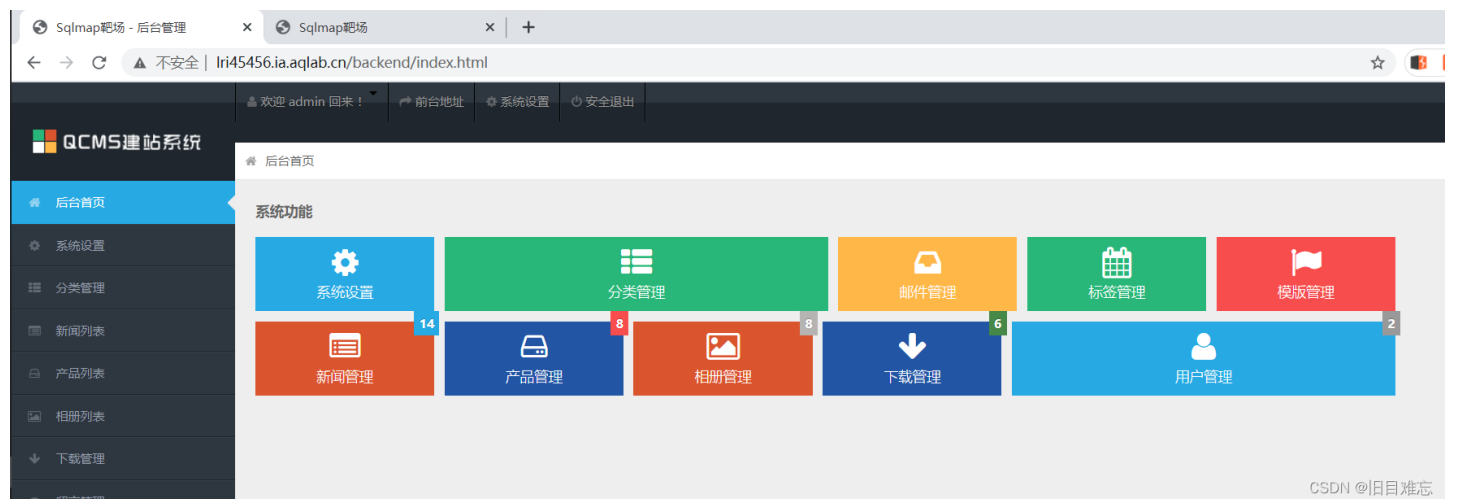 Sqlmap靶场 - 后台管理
Sqlmap靶场
不安全 | lri45456.ia.aqlab.cn/backend/index.html
欢迎 admin 回来！
前台地址
系统设置
安全退出
QCMS建站系统
后台首页
后台首页
系统设置
分类管理
新闻列表
产品列表
相册列表
下载管理
系统功能
系统设置
分类管理
邮件管理
标签管理
模版管理
14
新闻管理
8
产品管理
8
相册管理
6
下载管理
2
用户管理
CSDN @旧目难忘